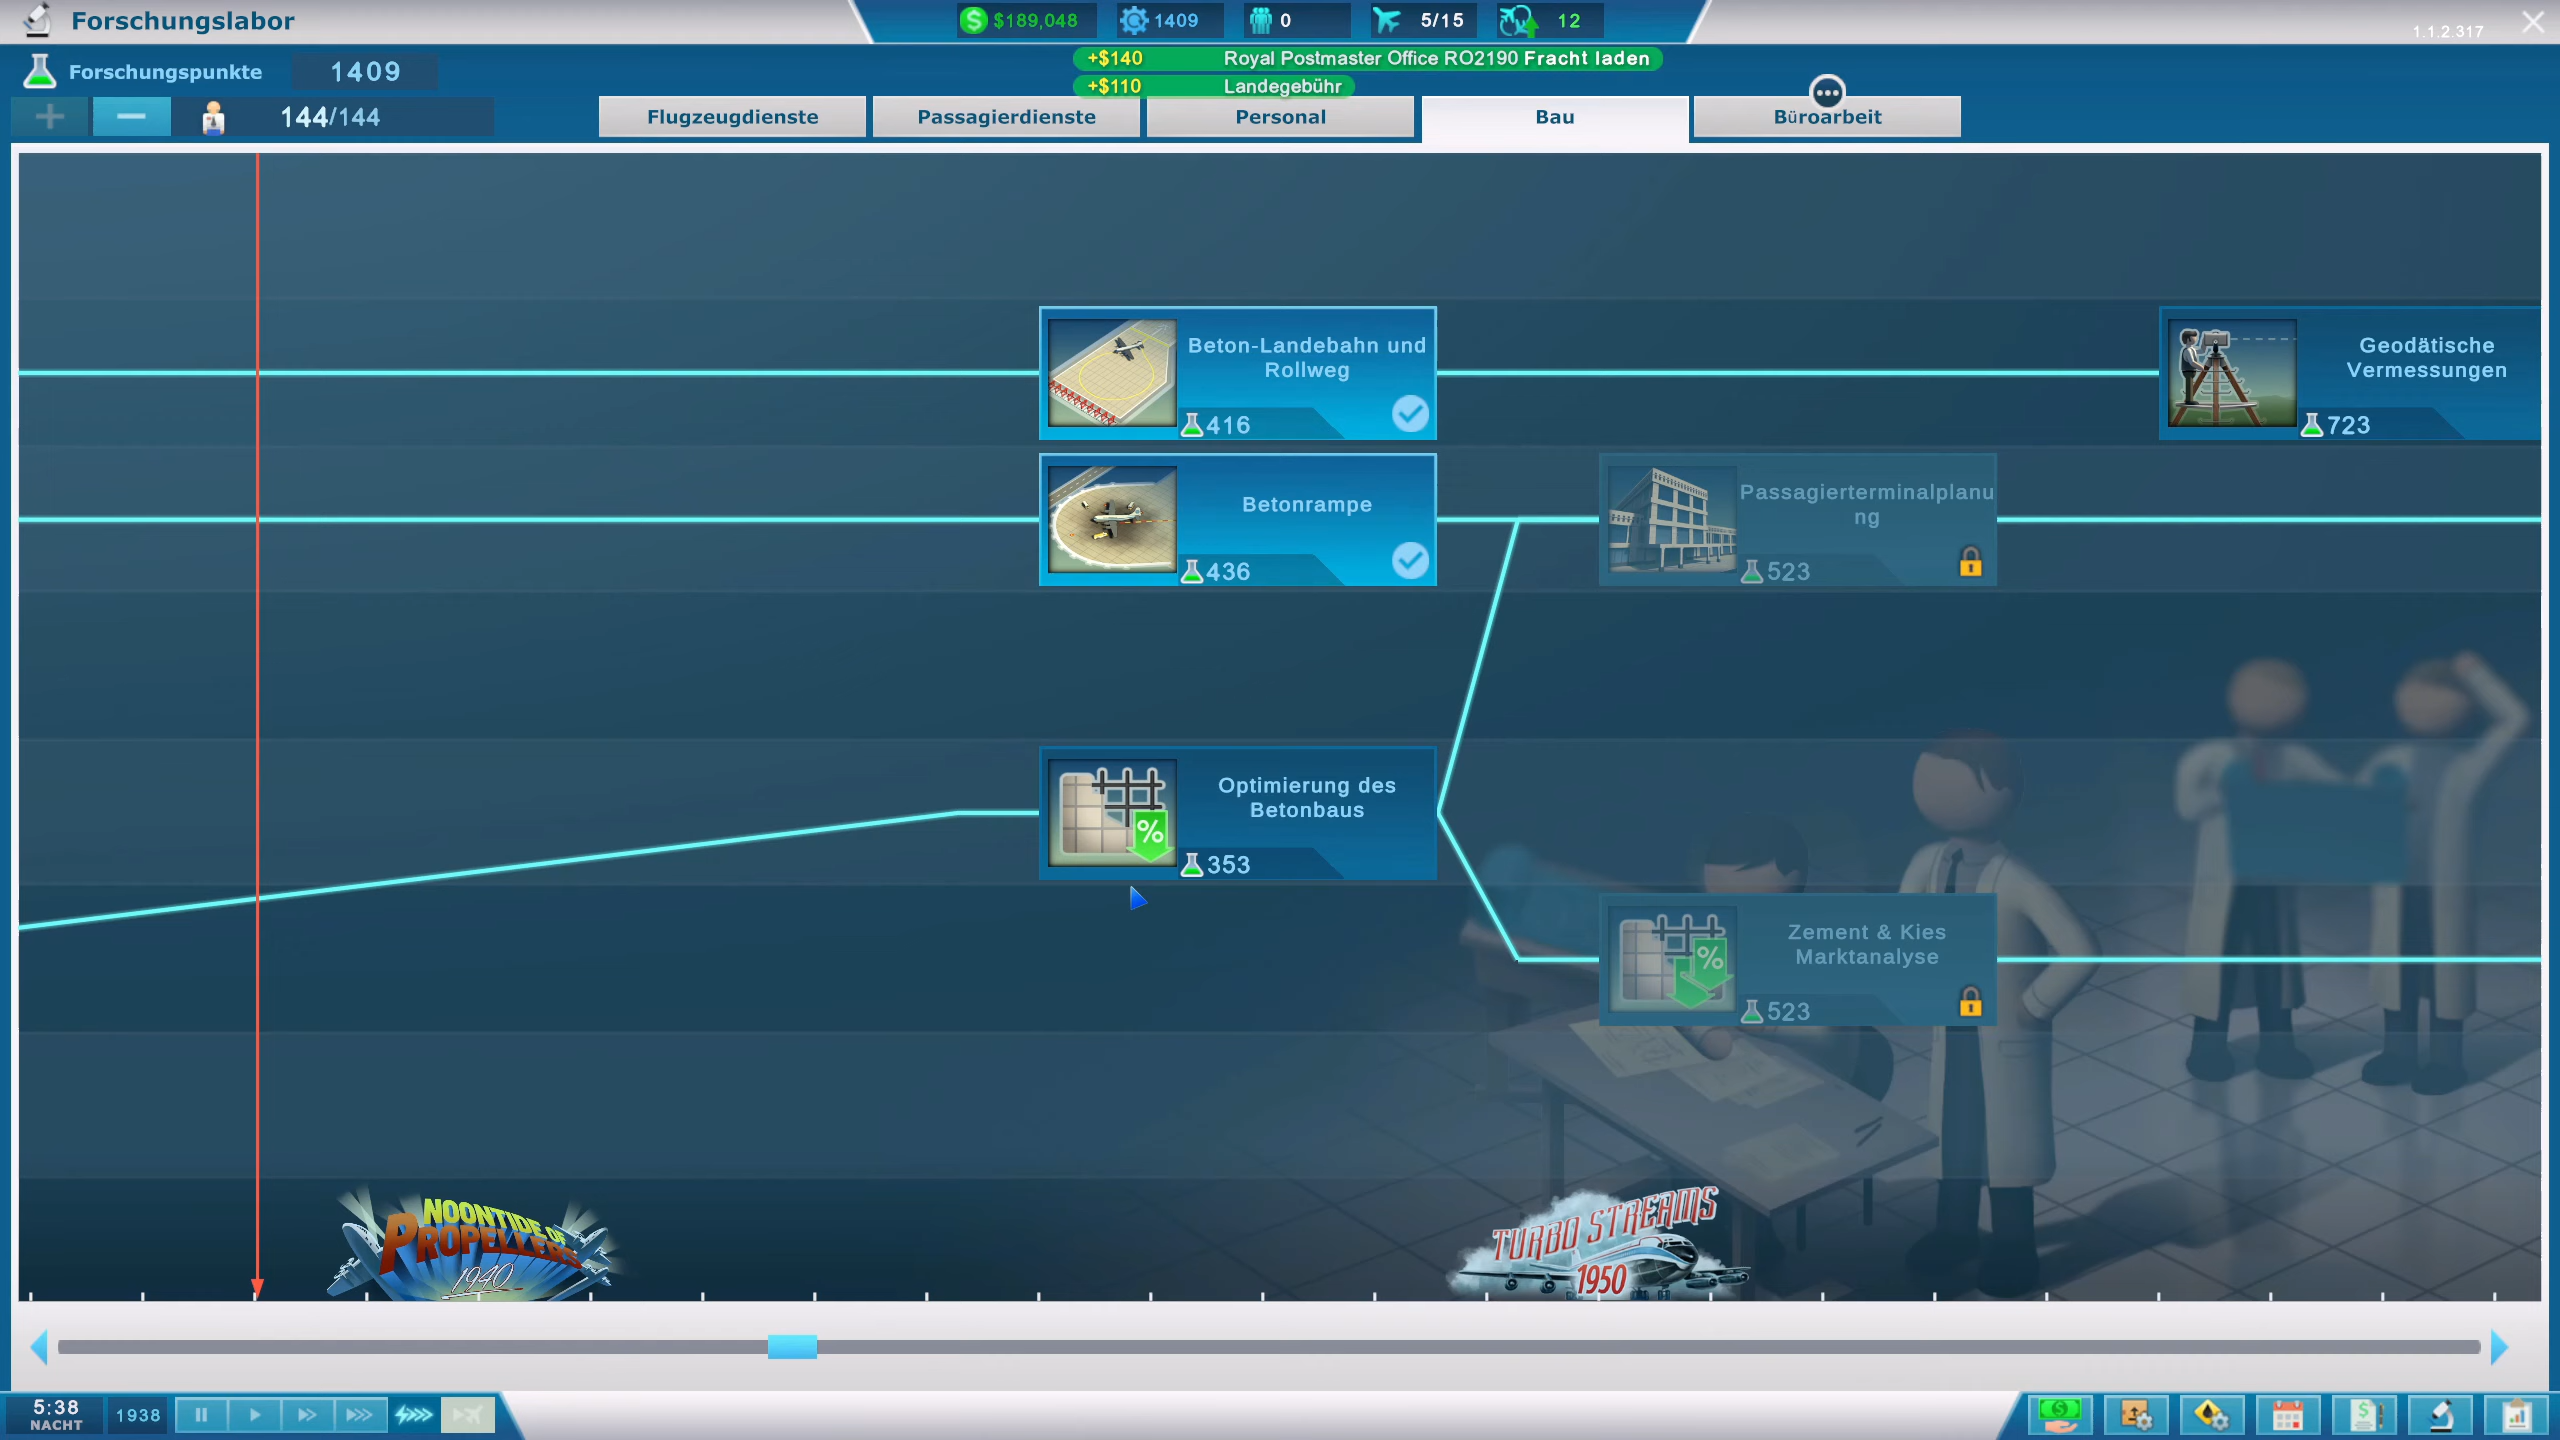 Forschungslabor
$189,048
1409
0
5/15
12
1.1.2.317
Forschungspunkte
1409
+$140 Royal Postmaster Office RO2190 Fracht laden
+$110 Landegebühr
144/144
Flugzeugdienste
Passagierdienste
Personal
Bau
Büroarbeit
Beton-Landebahn und
Rollweg
416
Geodätische
Vermessungen
723
Betonrampe
436
Passagierterminalplanu
ng
523
Optimierung des
Betonbaus
%
353
Zement & Kies
Marktanalyse
%
523
NOONTIDE OF
PROPELLERS
1940
TURBO STREAMS
1950
5:38
NACHT
1938